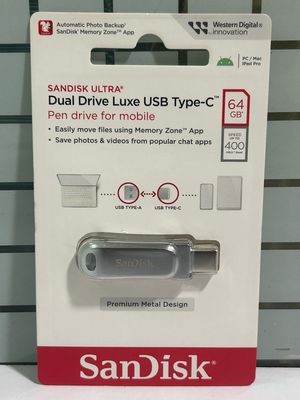 Automatic Photo Backup¹
SanDisk Memory Zone™ App
Western Digital®
innovation
PC / Mac
iPad Pro
SANDISK ULTRA®
Dual Drive Luxe USB Type-C™
Pen drive for mobile
64
GB
• Easily move files using Memory Zone™ App
• Save photos & videos from popular chat apps
SPEED
UP TO
400
USB TYPE-A
USB TYPE-C
SanDisk
Premium Metal Design
SanDisk®